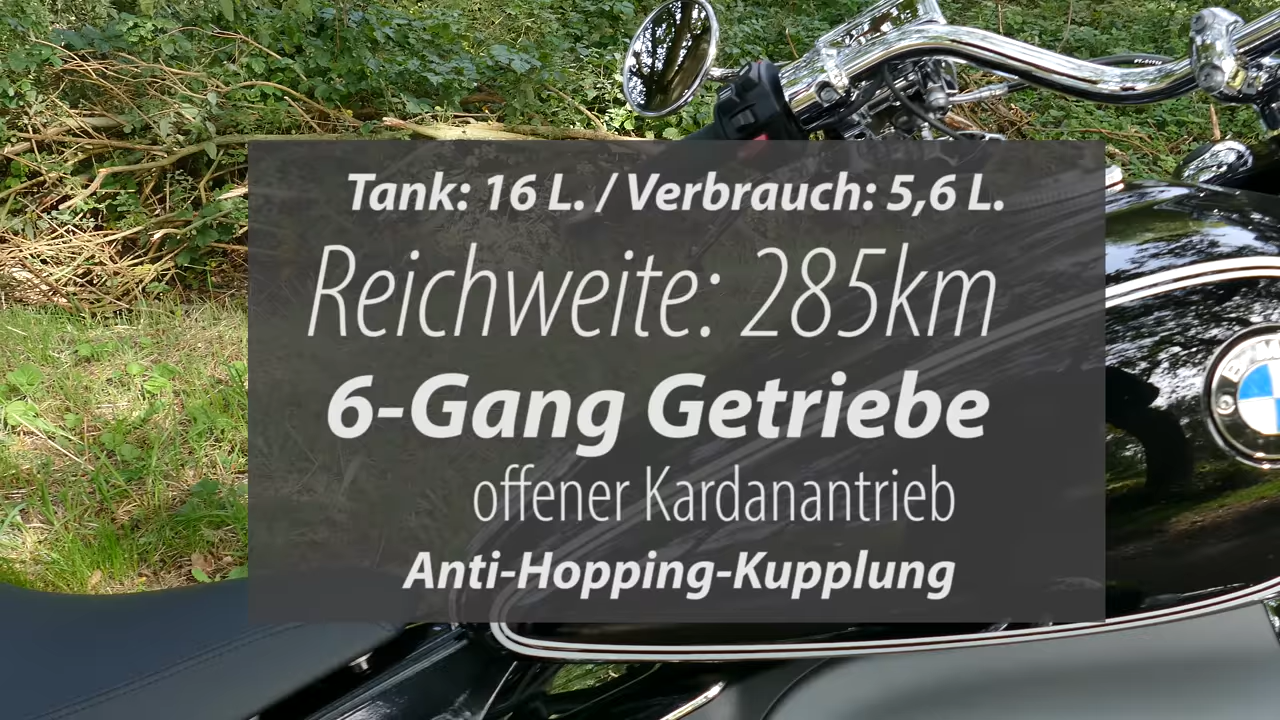 Tank: 16 L. / Verbrauch: 5,6 L.
Reichweite: 285km
6-Gang Getriebe
offener Kardanantrieb
Anti-Hopping-Kupplung